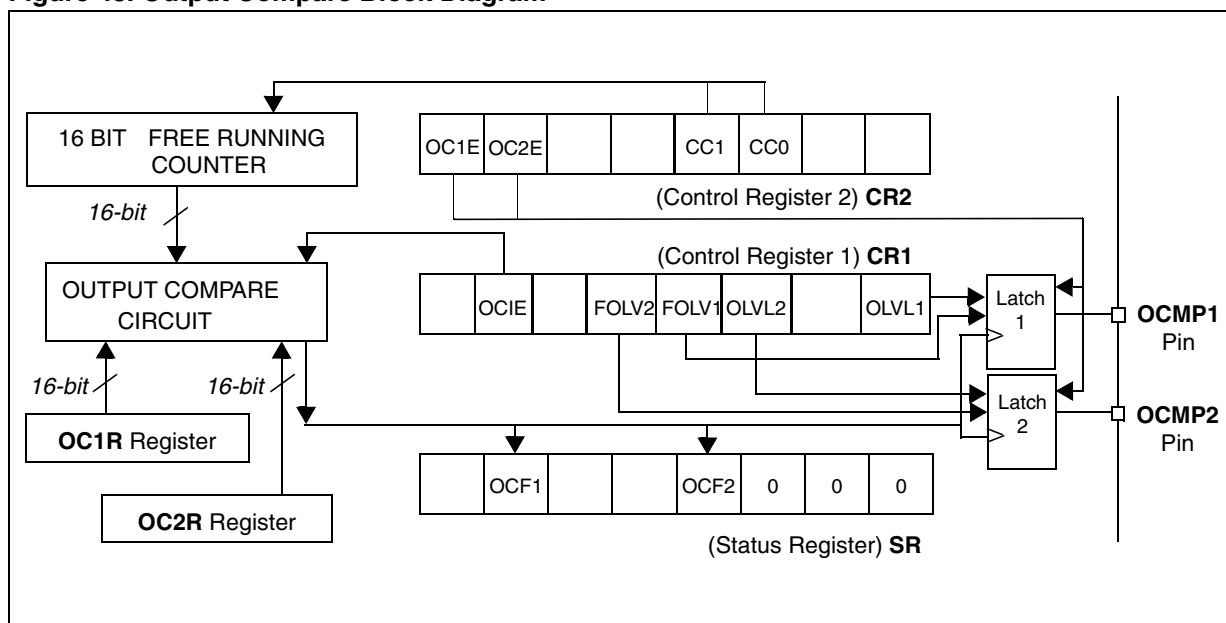 Figure Output Compare Block Diagram
16 BIT FREE RUNNING
COUNTER
OC1E OC2E CC1 CC0
(Control Register 2) CR2
16-bit
(Control Register 1) CR1
OUTPUT COMPARE
CIRCUIT
OCIE FOLV2 FOLV1 OLVL2 OLVL1
Latch
1
OCMP1
Pin
16-bit
16-bit
Latch
2
OCMP2
Pin
OC1R Register
OCF1 OCF2 0 0 0
OC2R Register
(Status Register) SR